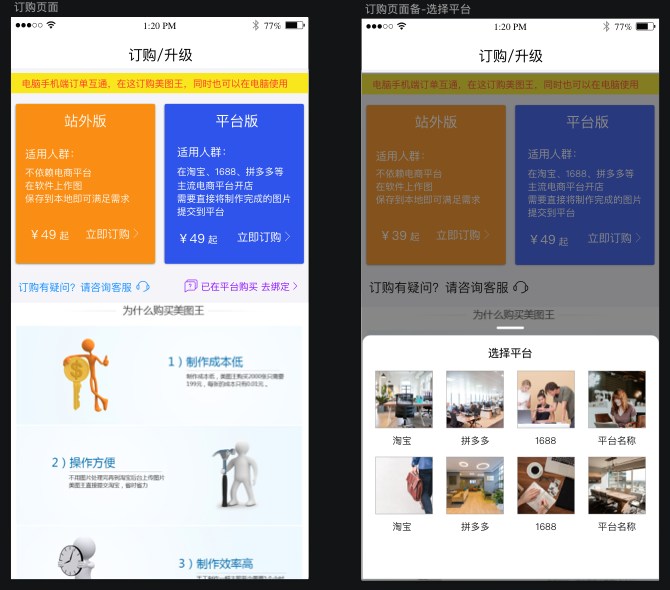 订购页面
1:20 PM
77%
订购/升级
电脑手机端订单互通，在这订购美图王，同时也可以在电脑使用
站外版
适用人群：
不依赖电商平台
在软件上作图
保存到本地即可满足需求
￥49 起
立即订购
平台版
适用人群：
在淘宝、1688、拼多多等
主流电商平台开店
需要直接将制作完成的图片
提交到平台
￥49 起
立即订购
订购有疑问？请咨询客服
已在平台购买 去绑定
为什么购买美图王
1）制作成本低
制作成本低，美图王购买2000张只需要
199元，每张的成本只有0.01元。
2）操作方便
不用图片处理完再到淘宝后台上传图片
美图王直接提交淘宝，省时省力
3）制作效率高
订购页面备-选择平台
1:20 PM
77%
订购/升级
电脑手机端订单互通，在这订购美图王，同时也可以在电脑使用
站外版
适用人群：
不依赖电商平台
在软件上作图
保存到本地即可满足需求
￥39 起
立即订购
平台版
适用人群：
在淘宝、1688、拼多多等
主流电商平台开店
需要直接将制作完成的图片
提交到平台
￥49 起
立即订购
订购有疑问？请咨询客服
为什么购买美图王
选择平台
淘宝
拼多多
1688
平台名称
淘宝
拼多多
1688
平台名称